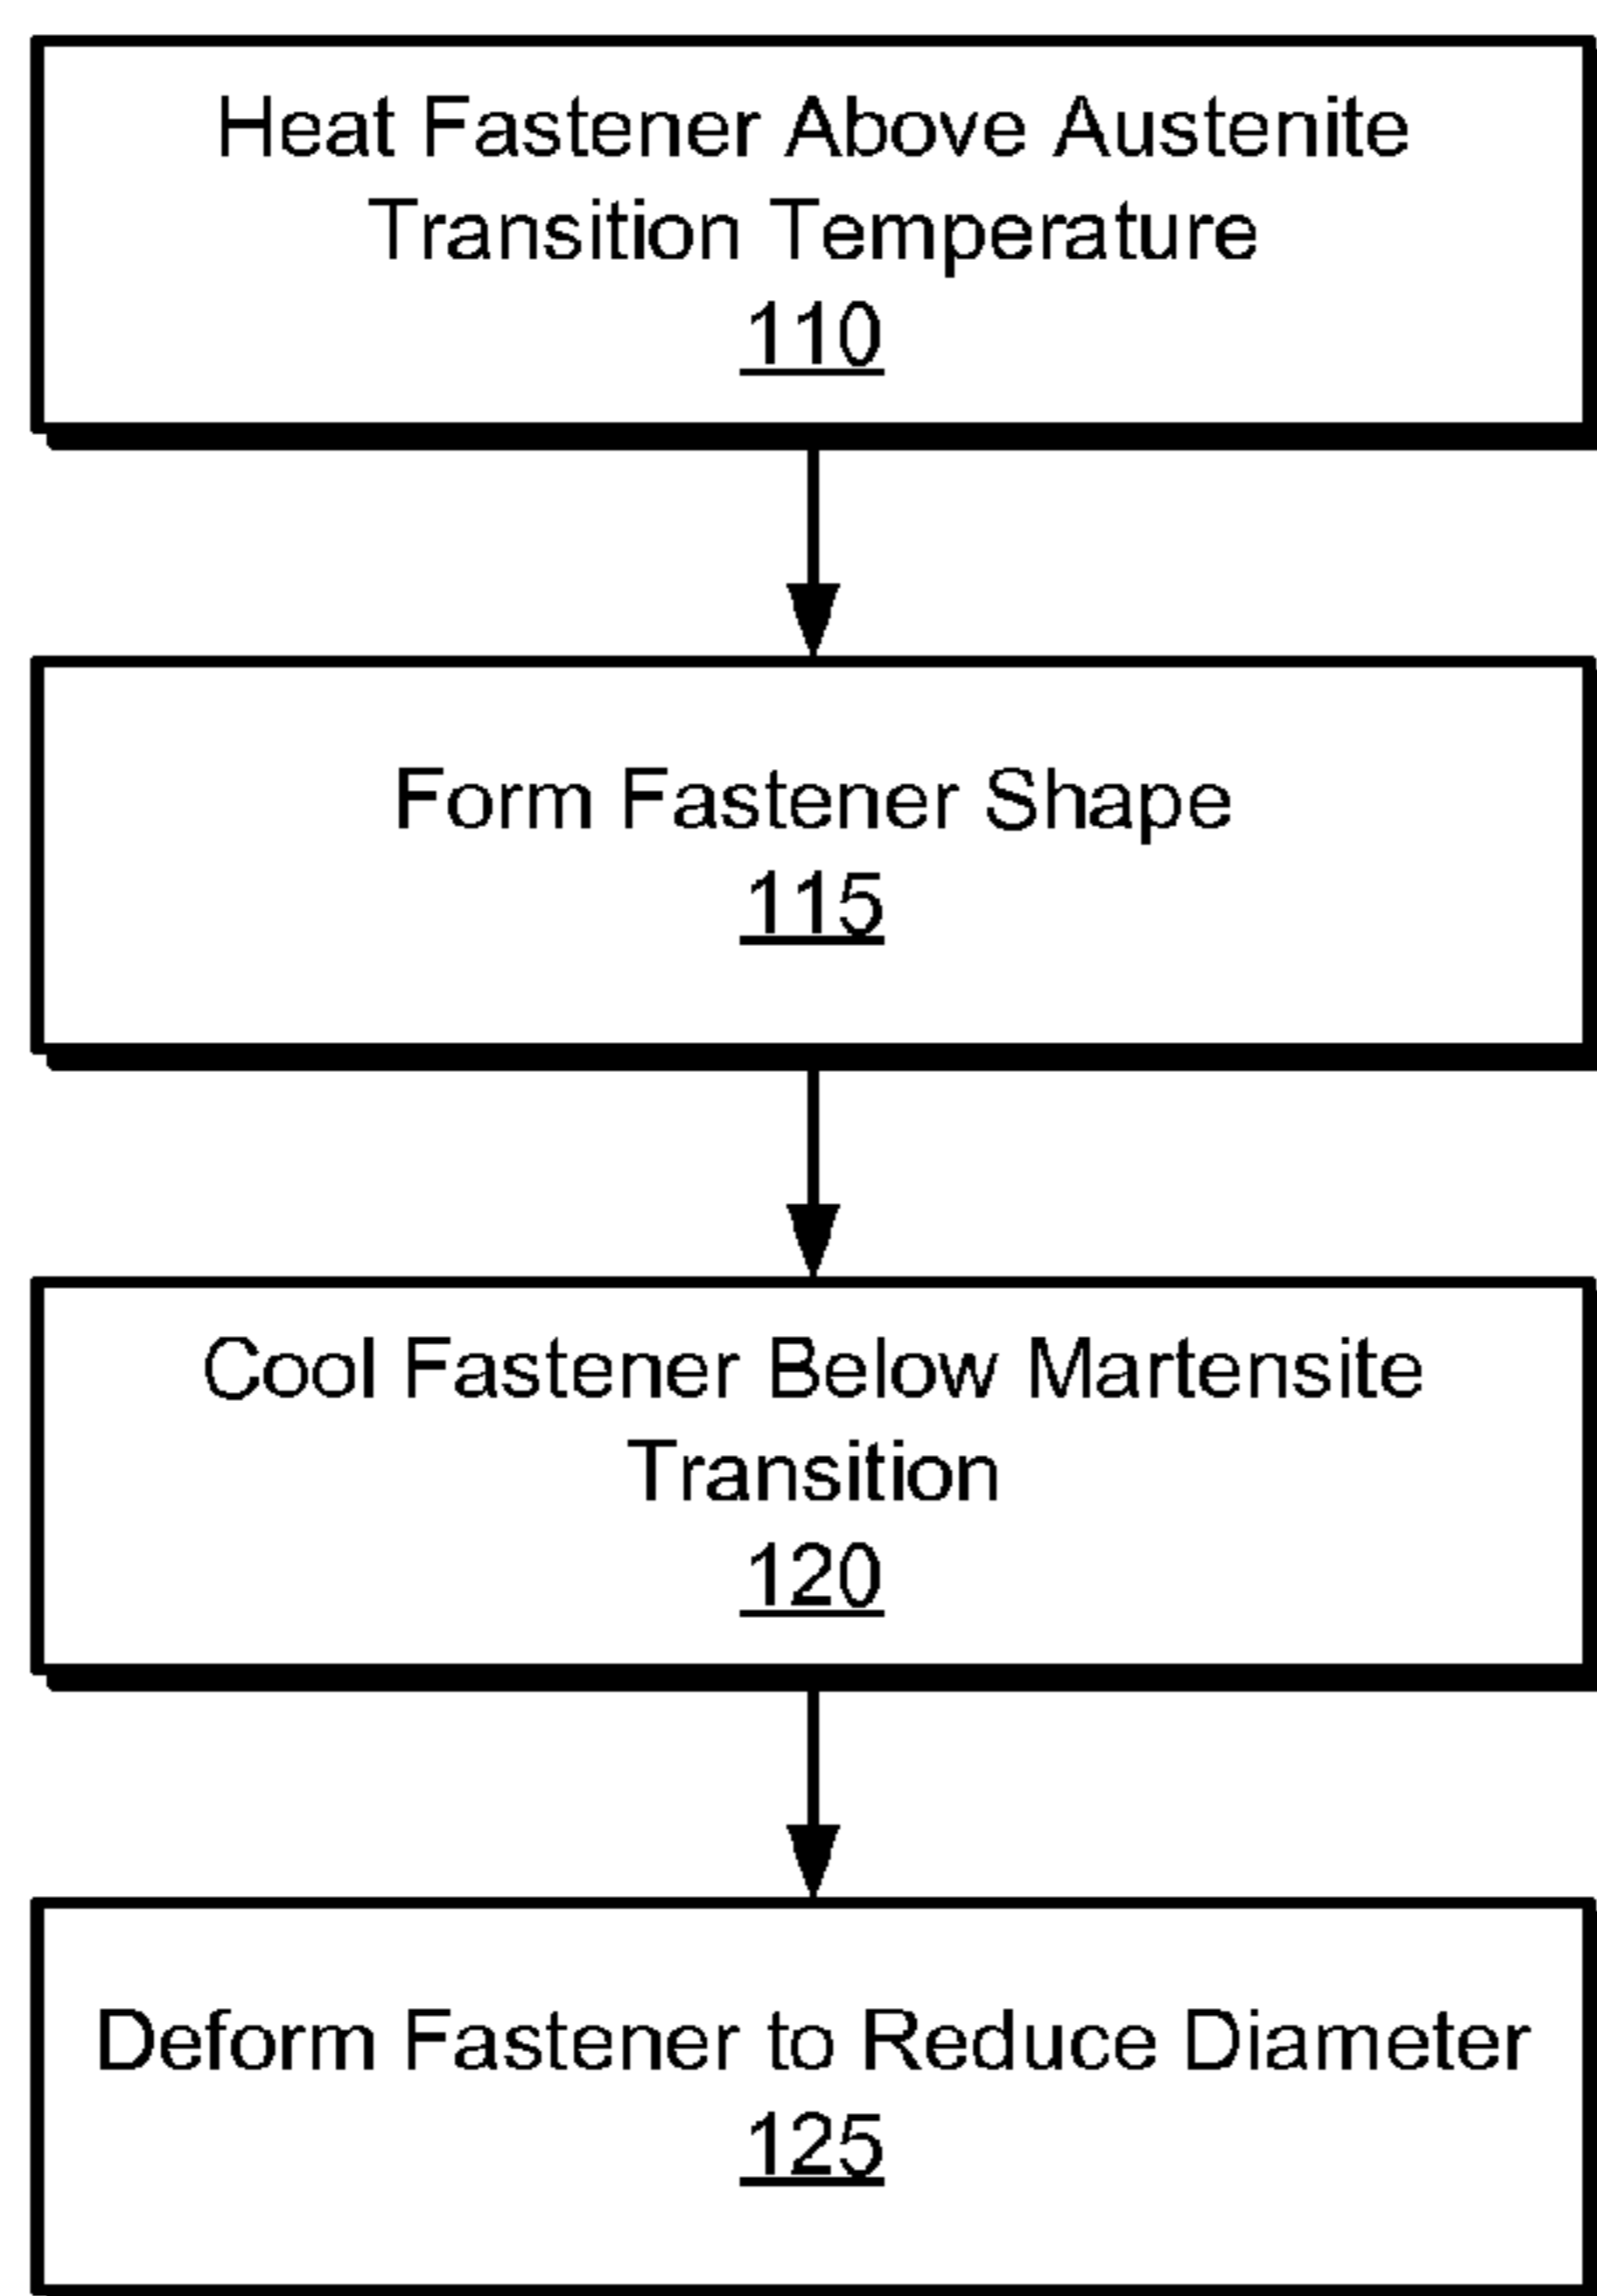 Heat Fastener Above Austenite
Transition Temperature
110
Form Fastener Shape
115
Cool Fastener Below Martensite
Transition
120
Deform Fastener to Reduce Diameter
125